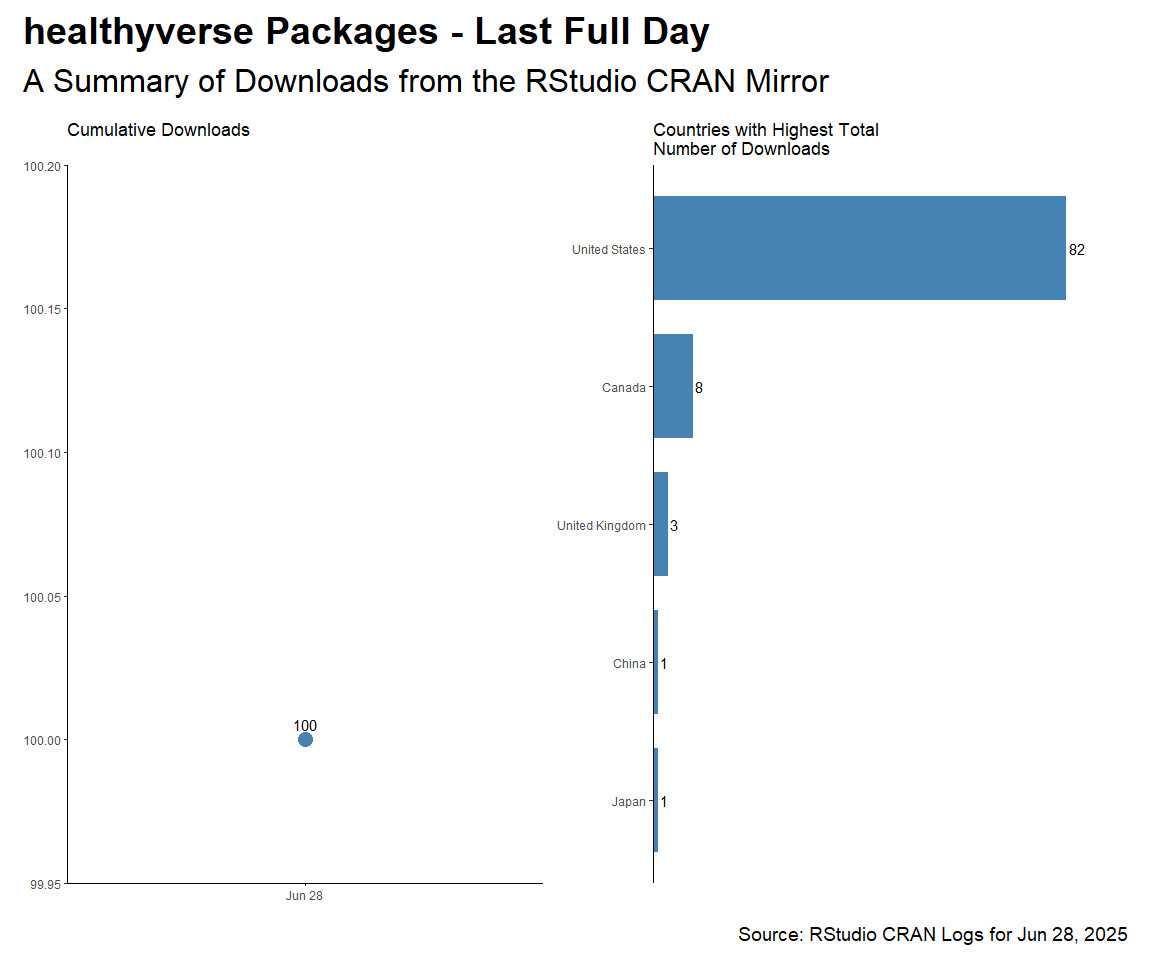 healthyverse Packages - Last Full Day
A Summary of Downloads from the RStudio CRAN Mirror
Cumulative Downloads
100.20
100.15
100.10
100.05
100.00
99.95
100
Jun 28
Countries with Highest Total
Number of Downloads
United States
82
Canada
8
United Kingdom
3
China
1
Japan
1
Source: RStudio CRAN Logs for Jun 28, 2025